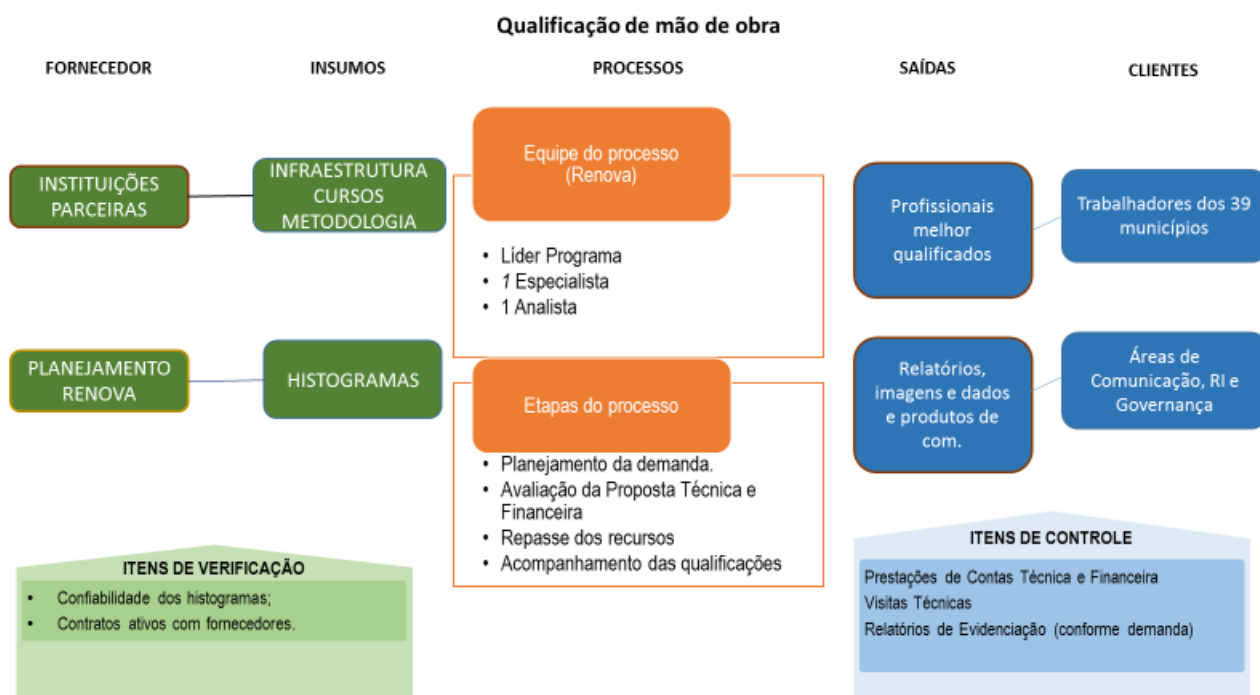 Qualificação de mão de obra
FORNECEDOR
INSUMOS
PROCESSOS
SAÍDAS
CLIENTES
INSTITUIÇÕES
PARCEIRAS
INFRAESTRUTURA
CURSOS
METODOLOGIA
Equipe do processo
(Renova)
• Líder Programa
• 1 Especialista
• 1 Analista
Profissionais
melhor
qualificados
Trabalhadores dos 39
municípios
PLANEJAMENTO
RENOVA
HISTOGRAMAS
Etapas do processo
• Planejamento da demanda.
• Avaliação da Proposta Técnica e
Financeira
• Repasse dos recursos
• Acompanhamento das qualificações
Relatórios,
imagens e dados
e produtos de
com.
Áreas de
Comunicação, RI e
Governança
ITENS DE VERIFICAÇÃO
• Confiabilidade dos histogramas;
• Contratos ativos com fornecedores.
ITENS DE CONTROLE
Prestações de Contas Técnica e Financeira
Visitas Técnicas
Relatórios de Evidenciação (conforme demanda)